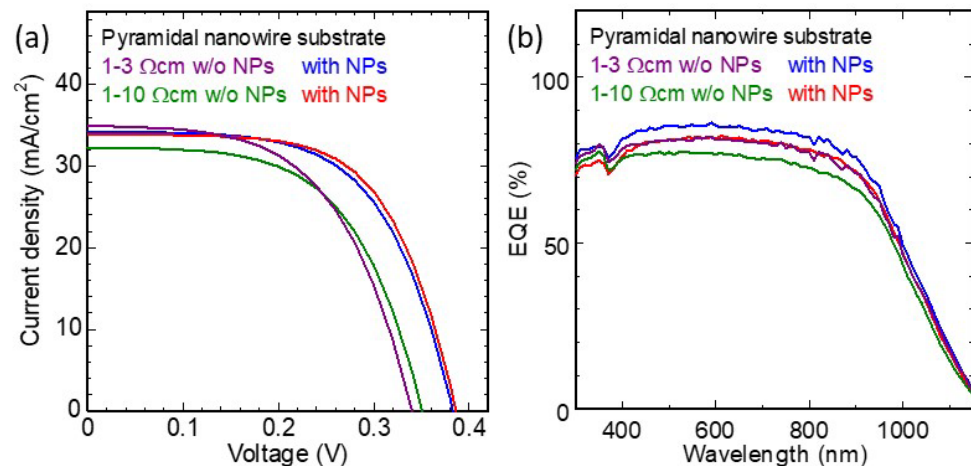 (a)
Pyramidal nanowire substrate
1-3 Ωcm w/o NPs with NPs
1-10 Ωcm w/o NPs with NPs
40
30
20
10
0
Current density (mA/cm²)
0 0.1 0.2 0.3 0.4
Voltage (V)
(b)
Pyramidal nanowire substrate
1-3 Ωcm w/o NPs with NPs
1-10 Ωcm w/o NPs with NPs
100
50
0
EQE (%)
400 600 800 1000
Wavelength (nm)